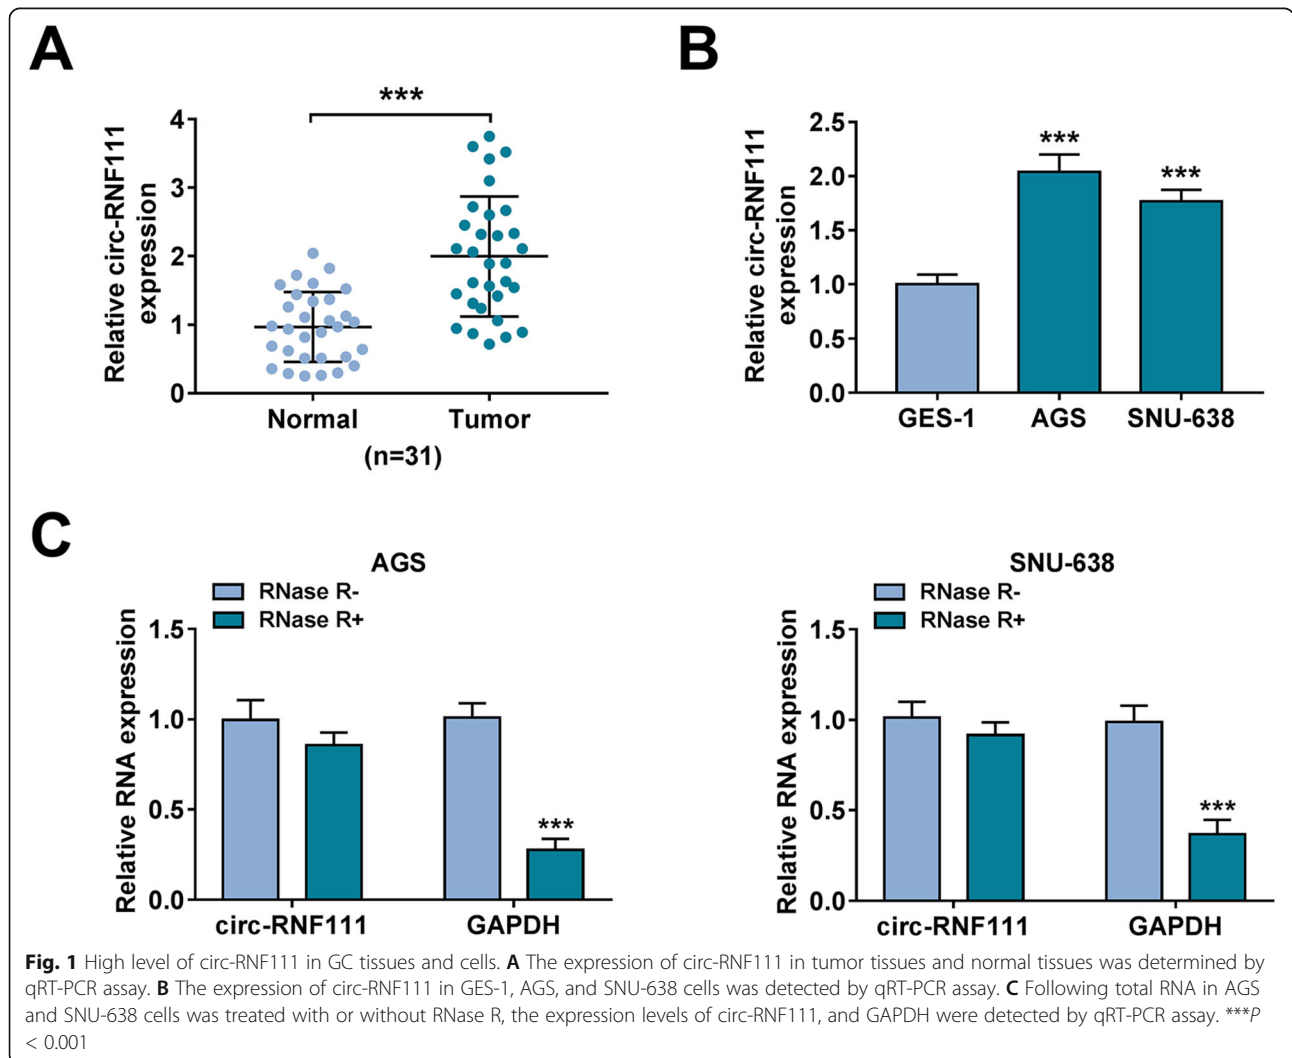 A
***
Relative circ-RNF111
expression
4
3
2
1
0
Normal
Tumor
(n=31)
B
Relative circ-RNF111
expression
2.5
2.0
1.5
1.0
0.5
0.0
***
***
GES-1
AGS
SNU-638
C
AGS
RNase R-
RNase R+
Relative RNA expression
1.5
1.0
0.5
0.0
***
circ-RNF111
GAPDH
SNU-638
RNase R-
RNase R+
Relative RNA expression
1.5
1.0
0.5
0.0
***
circ-RNF111
GAPDH
Fig. 1 High level of circ-RNF111 in GC tissues and cells. A The expression of circ-RNF111 in tumor tissues and normal tissues was determined by
qRT-PCR assay. B The expression of circ-RNF111 in GES-1, AGS, and SNU-638 cells was detected by qRT-PCR assay. C Following total RNA in AGS
and SNU-638 cells was treated with or without RNase R, the expression levels of circ-RNF111, and GAPDH were detected by qRT-PCR assay. ***P
< 0.001